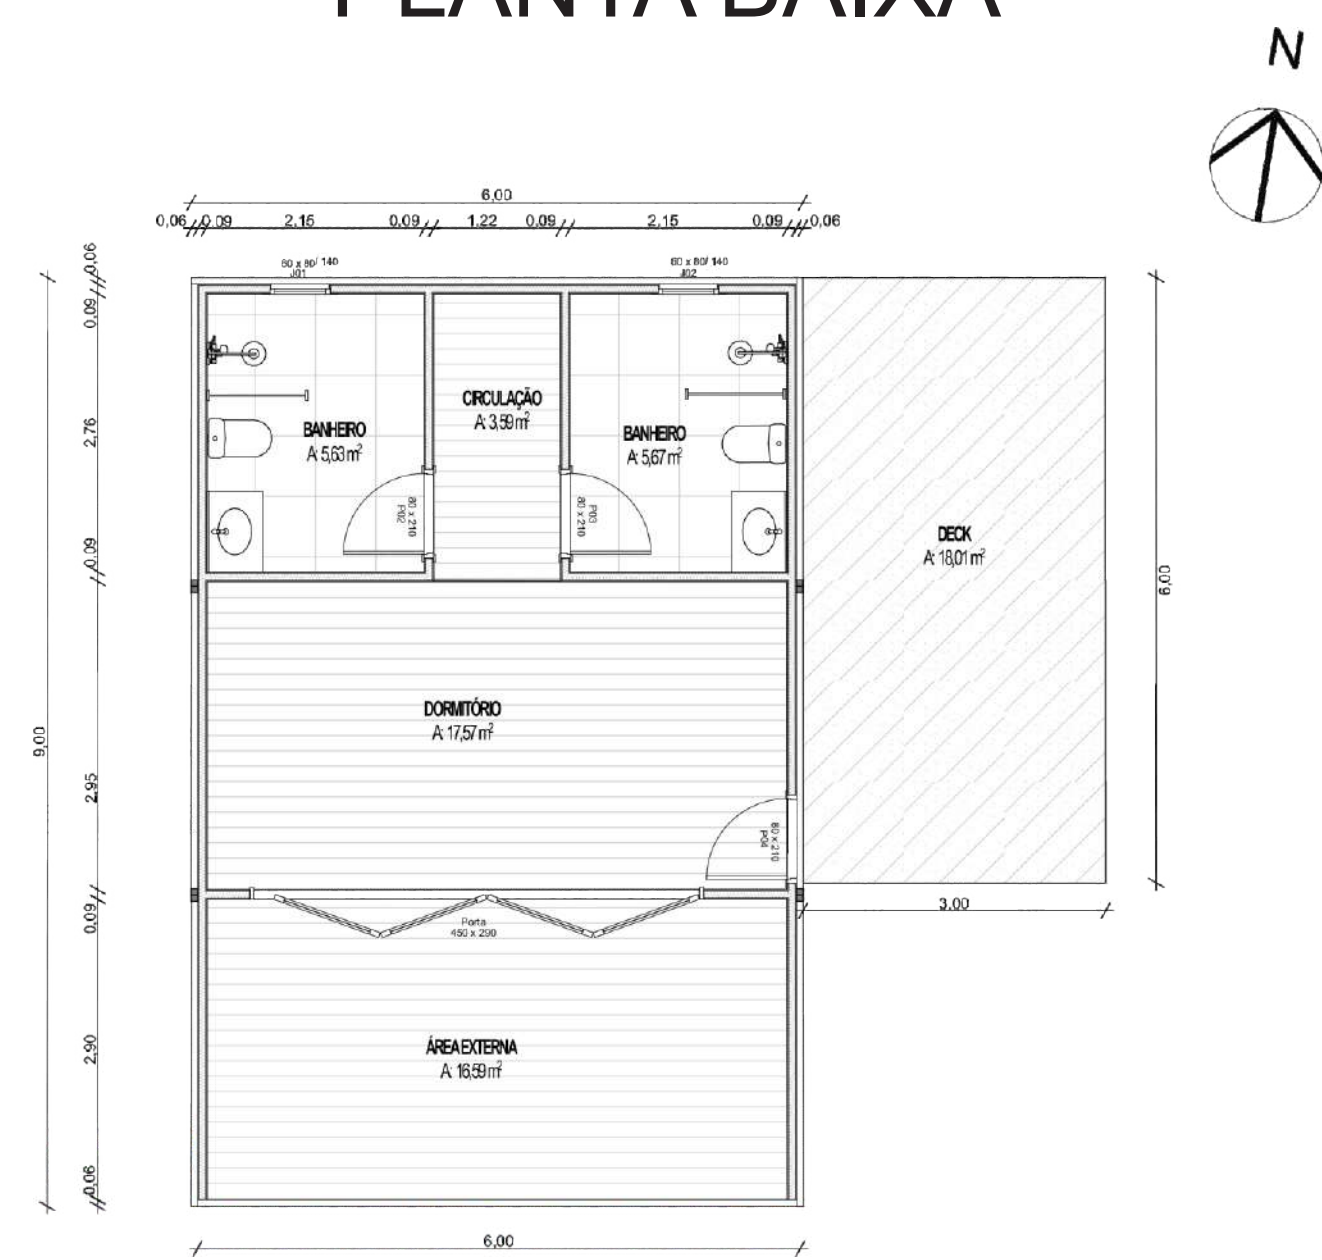 PLANTA BAIXA
N
6,00
0,06 0,09 2,15 0,09 1,22 0,09 2,15 0,09 0,06
60 x 80/ 140
J01
60 x 80/ 140
J02
0,06
0,09
2,76
0,09
2,95
0,09
2,90
0,06
9,00
BANHEIRO
A: 5,63 m²
CIRCULAÇÃO
A: 3,59 m²
BANHEIRO
A: 5,67 m²
80 x 210
P02
P03
80 x 210
DECK
A: 18,01 m²
6,00
3,00
DORMITÓRIO
A: 17,57 m²
80 x 210
P04
Porta
450 x 290
ÁREA EXTERNA
A: 16,59 m²
6,00